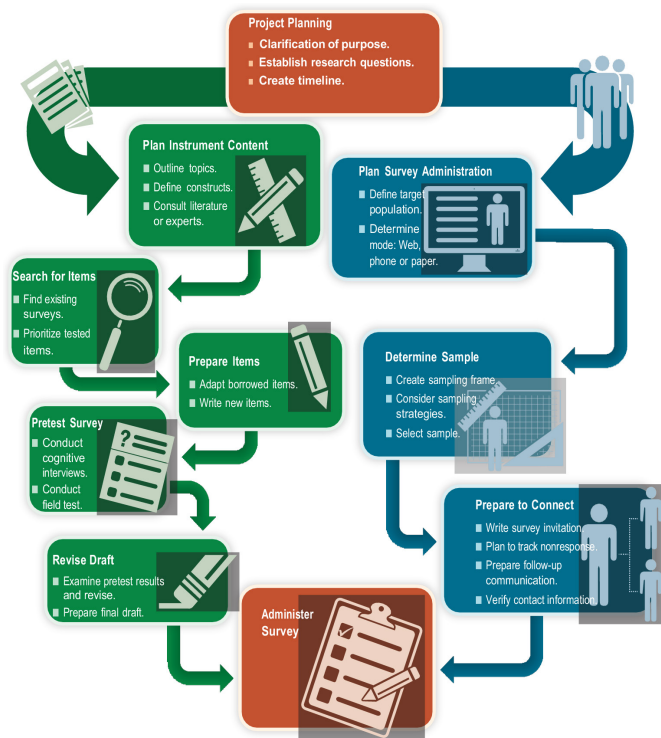 Project Planning
Clarification of purpose.
Establish research questions.
Create timeline.
Plan Instrument Content
Outline topics.
Define constructs.
Consult literature
or experts.
Plan Survey Administration
Define target
population.
Determine
mode: Web,
phone or paper.
Search for Items
Find existing
surveys.
Prioritize tested
items.
Prepare Items
Adapt borrowed items.
Write new items.
Determine Sample
Create sampling frame.
Consider sampling
strategies.
Select sample.
Pretest Survey
Conduct
cognitive
interviews.
Conduct
field test.
?
Prepare to Connect
Write survey invitation.
Plan to track nonresponse.
Prepare follow-up
communication.
Verify contact information.
Revise Draft
Examine pretest results
and revise.
Prepare final draft.
Administer
Survey